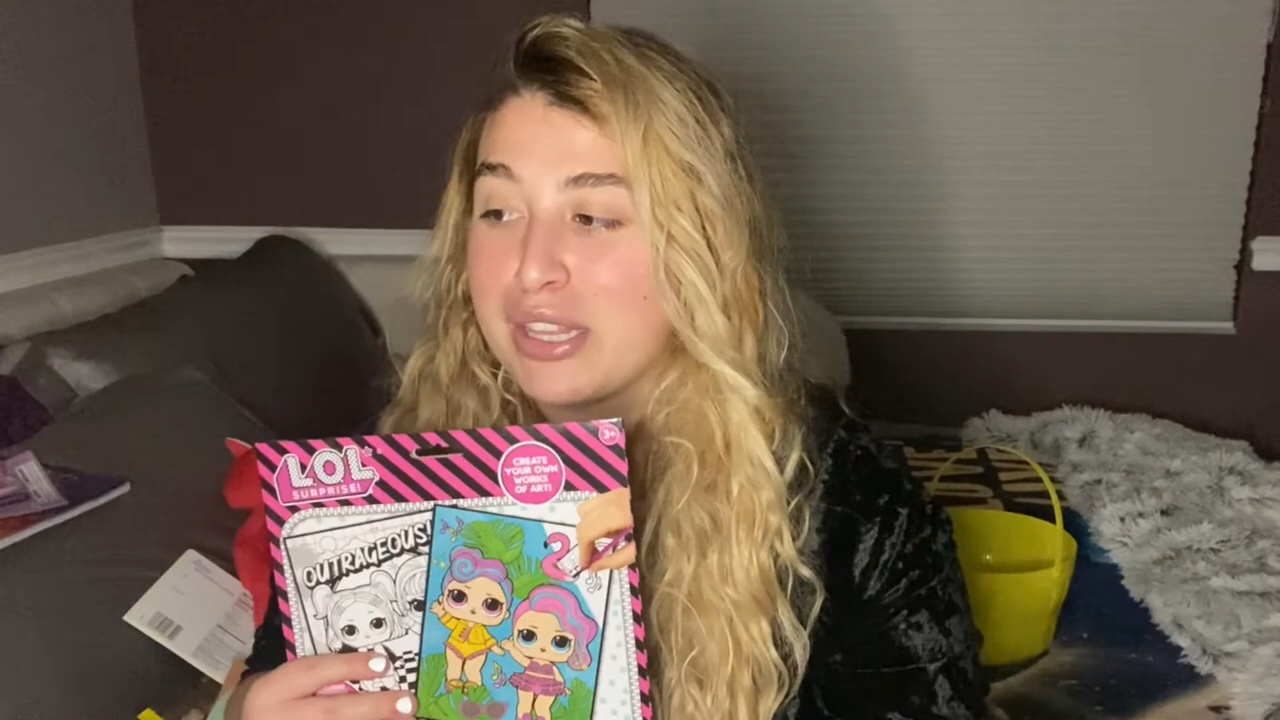 L.O.L
SURPRISE!
CREATE
YOUR OWN
WORKS
OF ART!
3+
OUTRAGEOUS!